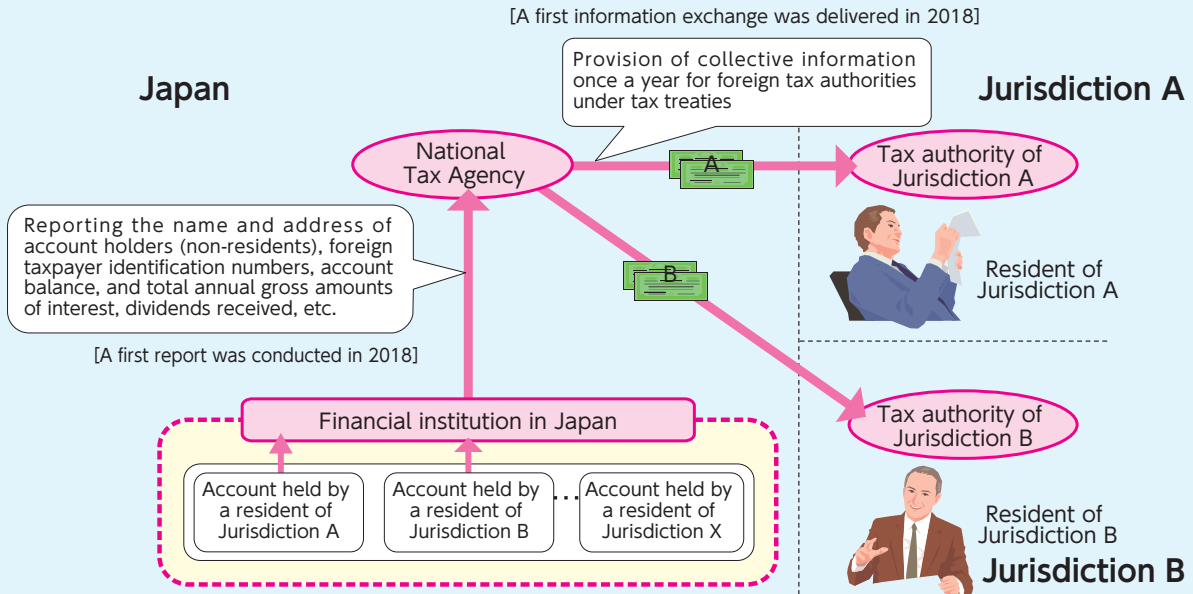 [A first information exchange was delivered in 2018]
Provision of collective information
once a year for foreign tax authorities
under tax treaties
Japan
Jurisdiction A
National
Tax Agency
A
Tax authority of
Jurisdiction A
Reporting the name and address of
account holders (non-residents), foreign
taxpayer identification numbers, account
balance, and total annual gross amounts
of interest, dividends received, etc.
[A first report was conducted in 2018]
B
Resident of
Jurisdiction A
Financial institution in Japan
Account held by
a resident of
Jurisdiction A
Account held by
a resident of
Jurisdiction B
...
Account held by
a resident of
Jurisdiction X
Tax authority of
Jurisdiction B
Resident of
Jurisdiction B
Jurisdiction B